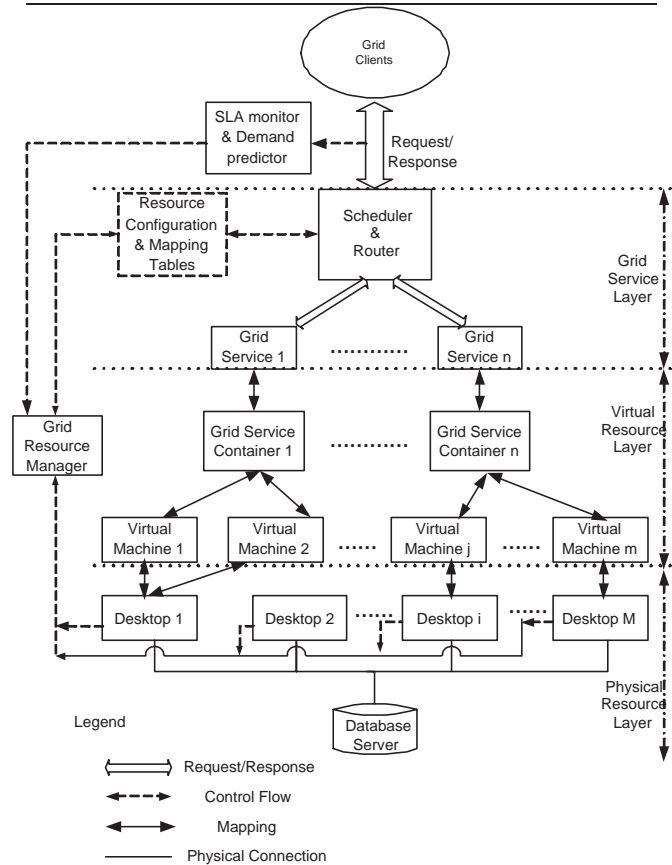 Grid
Clients
SLA monitor
& Demand
predictor
Request/
Response
Resource
Configuration
& Mapping
Tables
Scheduler
&
Router
Grid
Service
Layer
Grid
Service 1
Grid
Service n
Grid
Resource
Manager
Grid Service
Container 1
Grid Service
Container n
Virtual
Resource
Layer
Virtual
Machine 1
Virtual
Machine 2
Virtual
Machine j
Virtual
Machine m
Desktop 1
Desktop 2
Desktop i
Desktop M
Physical
Resource
Layer
Database
Server
Legend
Request/Response
Control Flow
Mapping
Physical Connection